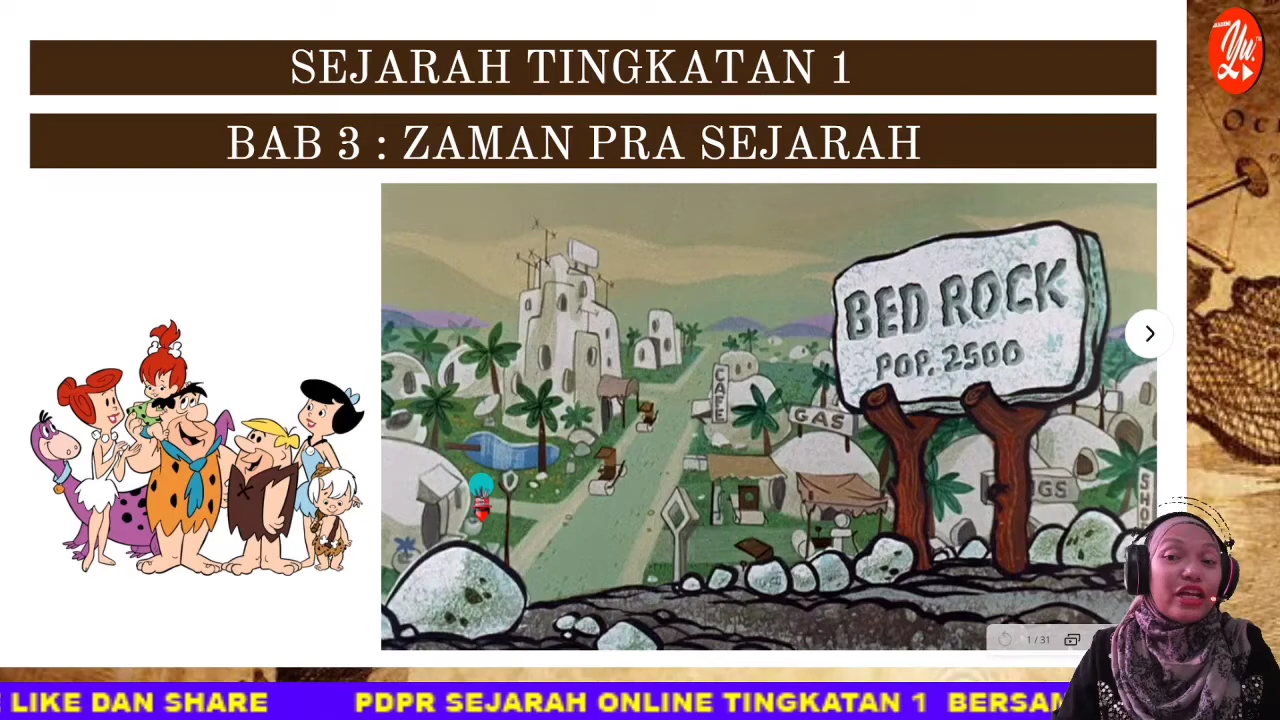 SEJARAH TINGKATAN 1
BAB 3 : ZAMAN PRA SEJARAH
BED ROCK
POP. 2500
CAFE
GAS
1 / 31
LIKE DAN SHARE PDPR SEJARAH ONLINE TINGKATAN 1